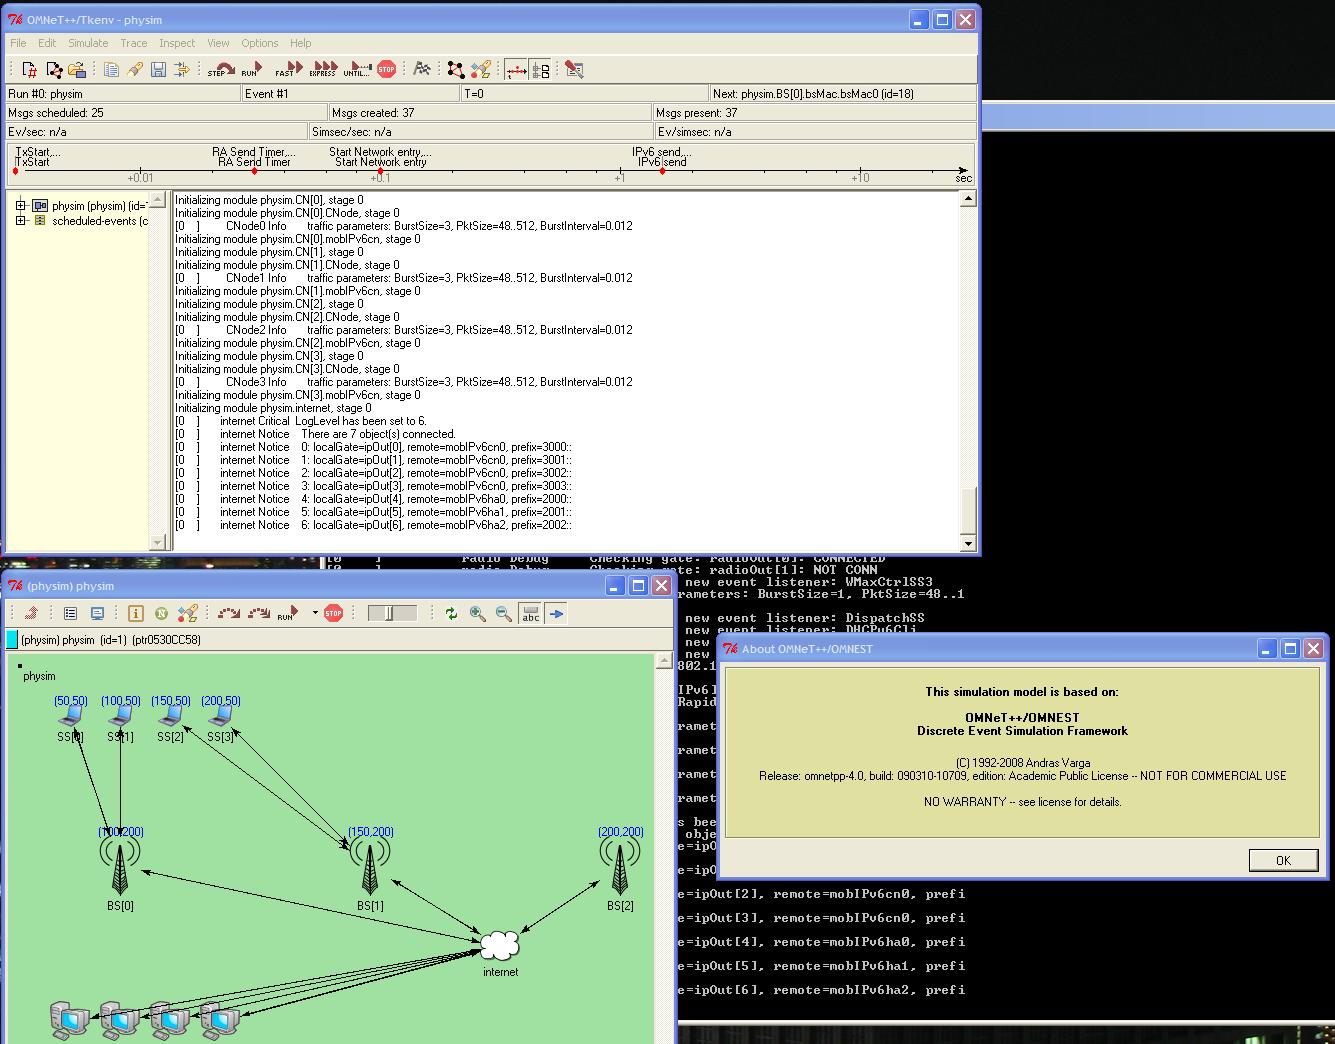 OMNeT++/Tkenv - physim
File Edit Simulate Trace Inspect View Options Help
STEP RUN FAST EXPRESS UNTIL... STOP
Run #0: physim Event #1 T=0 Next: physim.BS[0].bsMac.bsMac0 (id=18)
Msgs scheduled: 25 Msgs created: 37 Msgs present: 37
Ev/sec: n/a Simsec/sec: n/a Ev/simsec: n/a
TxStart,... RA Send Timer,... Start Network entry,... IPv6 send,...
TxStart RA Send Timer Start Network entry IPv6 send
+0.01 +0.1 +1 +10 sec
physim (physim) (id=
scheduled-events (c
Initializing module physim.CN[0], stage 0
Initializing module physim.CN[0].CNode, stage 0
[0 ] CNode0 Info traffic parameters: BurstSize=3, PktSize=48..512, BurstInterval=0.012
Initializing module physim.CN[0].mobIPv6cn, stage 0
Initializing module physim.CN[1], stage 0
Initializing module physim.CN[1].CNode, stage 0
[0 ] CNode1 Info traffic parameters: BurstSize=3, PktSize=48..512, BurstInterval=0.012
Initializing module physim.CN[1].mobIPv6cn, stage 0
Initializing module physim.CN[2], stage 0
Initializing module physim.CN[2].CNode, stage 0
[0 ] CNode2 Info traffic parameters: BurstSize=3, PktSize=48..512, BurstInterval=0.012
Initializing module physim.CN[2].mobIPv6cn, stage 0
Initializing module physim.CN[3], stage 0
Initializing module physim.CN[3].CNode, stage 0
[0 ] CNode3 Info traffic parameters: BurstSize=3, PktSize=48..512, BurstInterval=0.012
Initializing module physim.CN[3].mobIPv6cn, stage 0
Initializing module physim.internet, stage 0
[0 ] internet Critical LogLevel has been set to 6.
[0 ] internet Notice There are 7 object(s) connected.
[0 ] internet Notice 0: localGate=ipOut[0], remote=mobIPv6cn0, prefix=3000::
[0 ] internet Notice 1: localGate=ipOut[1], remote=mobIPv6cn0, prefix=3001::
[0 ] internet Notice 2: localGate=ipOut[2], remote=mobIPv6cn0, prefix=3002::
[0 ] internet Notice 3: localGate=ipOut[3], remote=mobIPv6cn0, prefix=3003::
[0 ] internet Notice 4: localGate=ipOut[4], remote=mobIPv6ha0, prefix=2000::
[0 ] internet Notice 5: localGate=ipOut[5], remote=mobIPv6ha1, prefix=2001::
[0 ] internet Notice 6: localGate=ipOut[6], remote=mobIPv6ha2, prefix=2002::
[0 ] radio Debug Checking gate: radioOut[0]: CONNECTED
te: radioOut[1]: NOT CONN
new event listener: WMaxCtrlSS3
rameters: BurstSize=1, PktSize=48..1
new event listener: DispatchSS
new event listener: DHCPv6Cli
new
new
802.1
IPv6]
Rapid
ramet
ramet
ramet
ramet
s bee
obje
e=ipO
e=ipO
e=ipOut[2], remote=mobIPv6cn0, prefi
e=ipOut[3], remote=mobIPv6cn0, prefi
e=ipOut[4], remote=mobIPv6ha0, prefi
e=ipOut[5], remote=mobIPv6ha1, prefi
e=ipOut[6], remote=mobIPv6ha2, prefi
(physim) physim
RUN STOP abc
(physim) physim (id=1) (ptr0530CC58)
physim
(50,50) (100,50) (150,50) (200,50)
SS[0] SS[1] SS[2] SS[3]
(100,200) (150,200) (200,200)
BS[0] BS[1] BS[2]
internet
About OMNeT++/OMNEST
This simulation model is based on:
OMNeT++/OMNEST
Discrete Event Simulation Framework
(C) 1992-2008 Andras Varga
Release: omnetpp-4.0, build: 090310-10709, edition: Academic Public License -- NOT FOR COMMERCIAL USE
NO WARRANTY -- see license for details.
OK